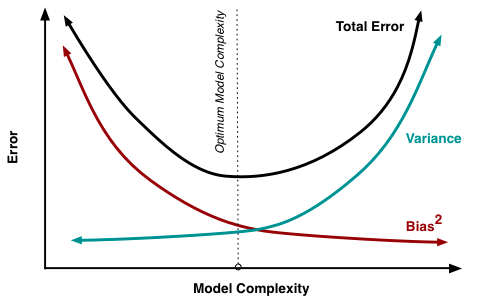 Total Error
Optimum Model Complexity
Variance
Error
Bias²
Model Complexity